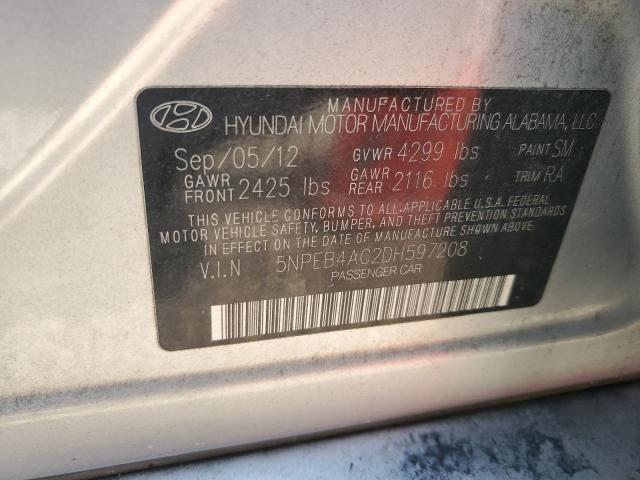 MANUFACTURED BY
HYUNDAI MOTOR MANUFACTURING ALABAMA, LLC
Sep/05/12 GVWR 4299 lbs PAINT SM
GAWR FRONT 2425 lbs GAWR REAR 2116 lbs TRIM RA
THIS VEHICLE CONFORMS TO ALL APPLICABLE U.S.A. FEDERAL
MOTOR VEHICLE SAFETY, BUMPER, AND THEFT PREVENTION STANDARDS
IN EFFECT ON THE DATE OF MANUFACTURE SHOWN ABOVE.
V.I.N 5NPEB4AC2DH597208
PASSENGER CAR